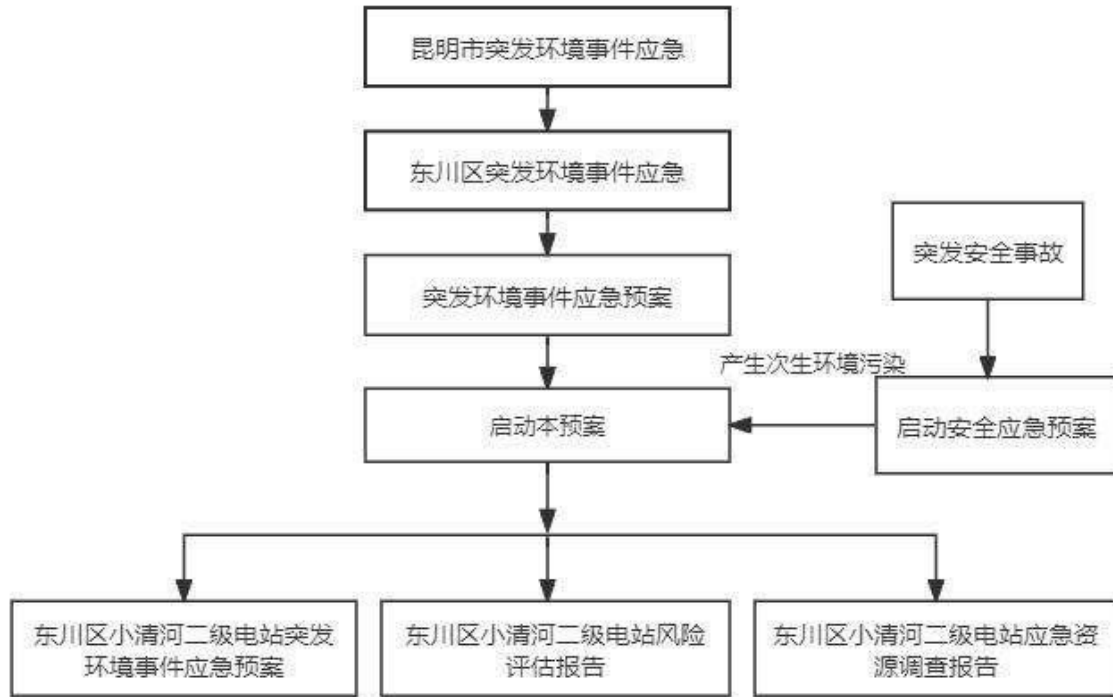 昆明市突发环境事件应急
东川区突发环境事件应急
突发安全事故
突发环境事件应急预案
产生次生环境污染
启动本预案
启动安全应急预案
东川区小清河二级电站突发
环境事件应急预案
东川区小清河二级电站风险
评估报告
东川区小清河二级电站应急资
源调查报告